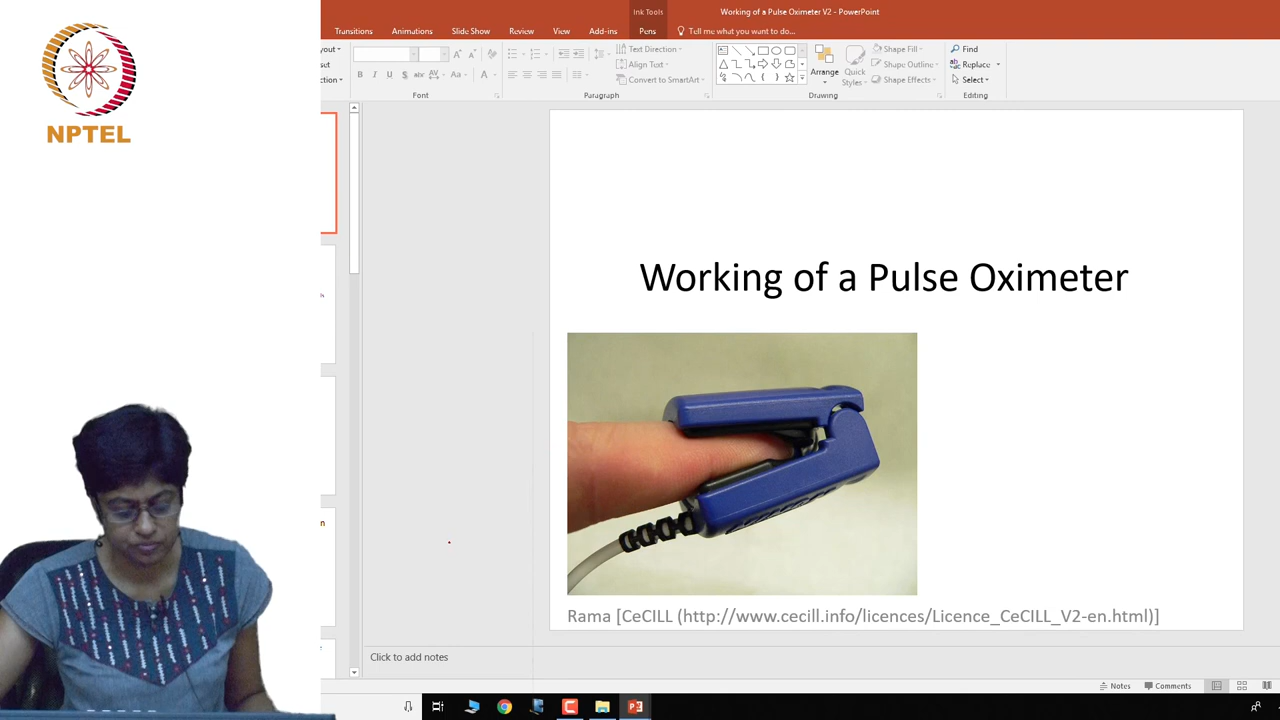 NPTEL
Ink Tools
Working of a Pulse Oximeter V2 - PowerPoint
Transitions
Animations
Slide Show
Review
View
Add-ins
Pens
Tell me what you want to do...
Text Direction
Align Text
Convert to SmartArt
Arrange
Quick
Styles
Shape Fill
Shape Outline
Shape Effects
Find
Replace
Select
Font
Paragraph
Drawing
Editing
Working of a Pulse Oximeter
Rama [CeCILL (http://www.cecill.info/licences/Licence_CeCILL_V2-en.html)]
Click to add notes
Notes
Comments